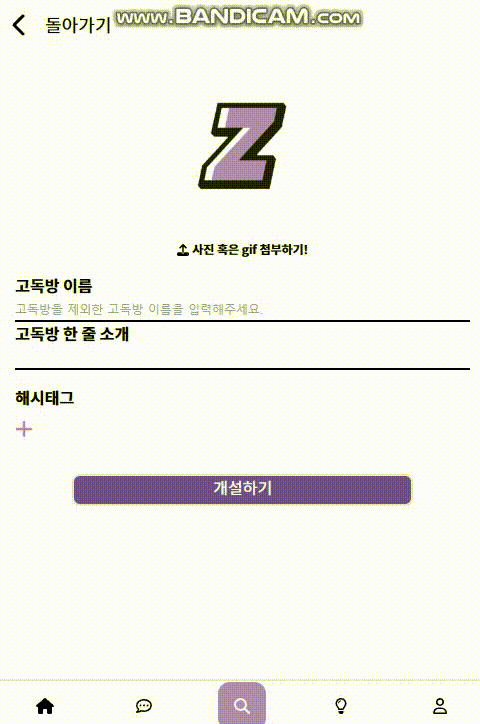 돌아가기
WWW.BANDICAM.COM
Z
사진 혹은 gif 첨부하기!
고독방 이름
고독방을 제외한 고독방 이름을 입력해주세요.
고독방 한 줄 소개
해시태그
개설하기